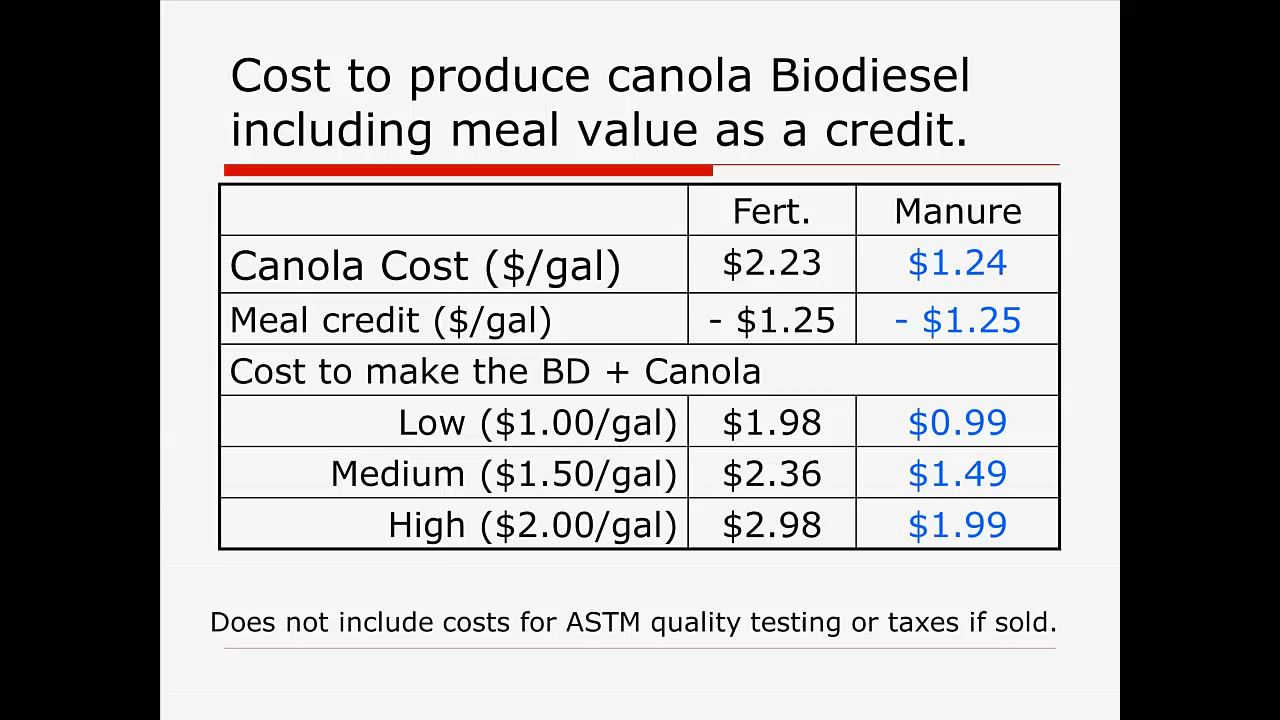 Cost to produce canola Biodiesel
including meal value as a credit.
Fert. Manure
Canola Cost ($/gal) $2.23 $1.24
Meal credit ($/gal) - $1.25 - $1.25
Cost to make the BD + Canola
Low ($1.00/gal) $1.98 $0.99
Medium ($1.50/gal) $2.36 $1.49
High ($2.00/gal) $2.98 $1.99
Does not include costs for ASTM quality testing or taxes if sold.